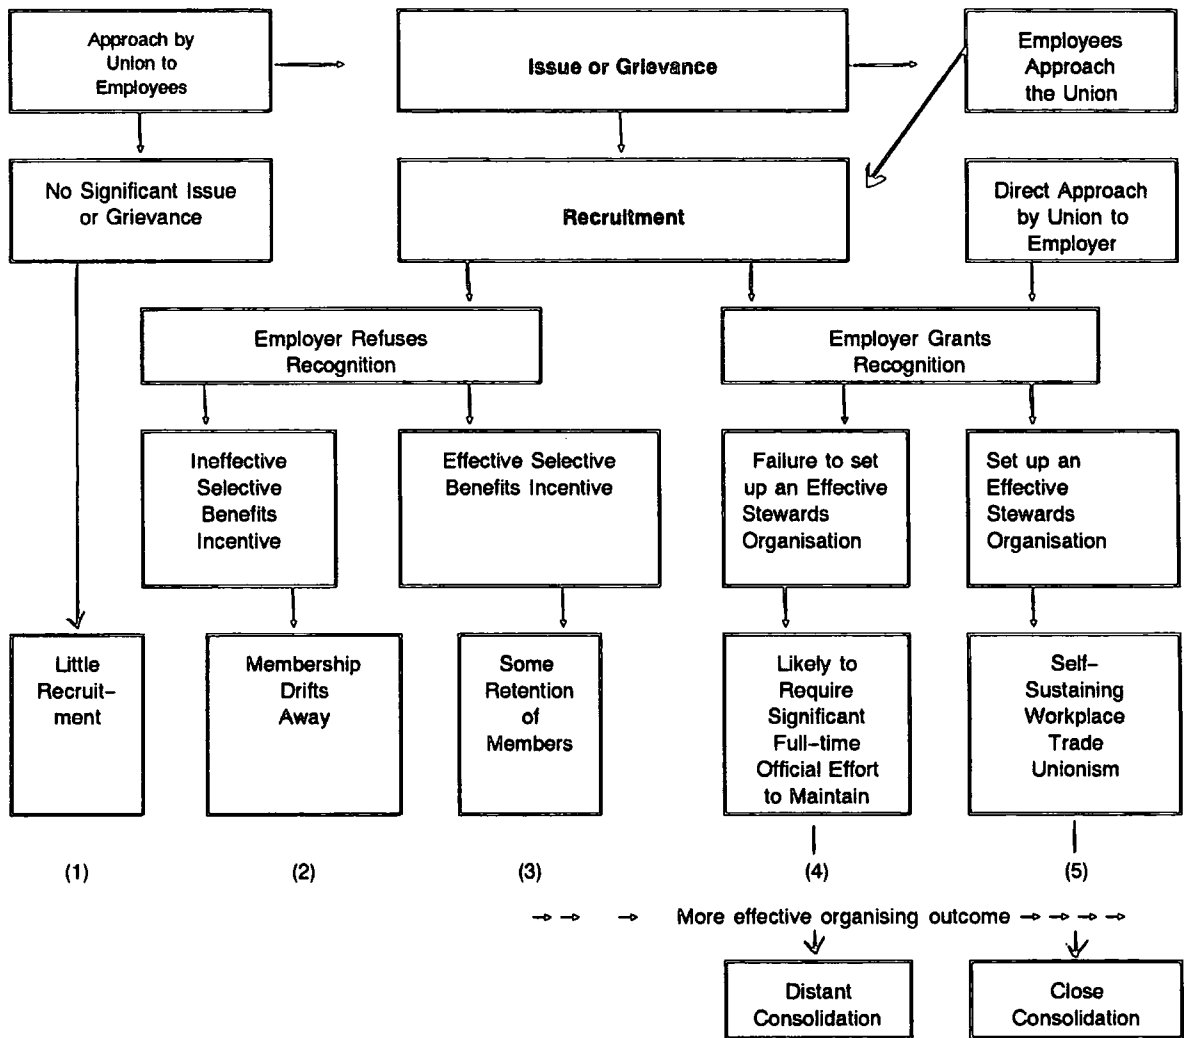 Approach by
Union to
Employees
Issue or Grievance
Employees
Approach
the Union
No Significant Issue
or Grievance
Recruitment
Direct Approach
by Union to
Employer
Employer Refuses
Recognition
Employer Grants
Recognition
Ineffective
Selective
Benefits
Incentive
Effective Selective
Benefits Incentive
Failure to set
up an Effective
Stewards
Organisation
Set up an
Effective
Stewards
Organisation
Little
Recruit-
ment
Membership
Drifts
Away
Some
Retention
of
Members
Likely to
Require
Significant
Full-time
Official Effort
to Maintain
Self-
Sustaining
Workplace
Trade
Unionism
(1)
(2)
(3)
(4)
(5)
More effective organising outcome
Distant
Consolidation
Close
Consolidation